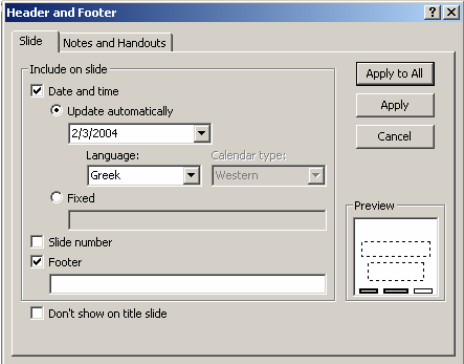 Header and Footer
Slide
Notes and Handouts
Include on slide
Date and time
Update automatically
2/3/2004
Language:
Calendar type:
Greek
Western
Fixed
Slide number
Footer
Don't show on title slide
Apply to All
Apply
Cancel
Preview